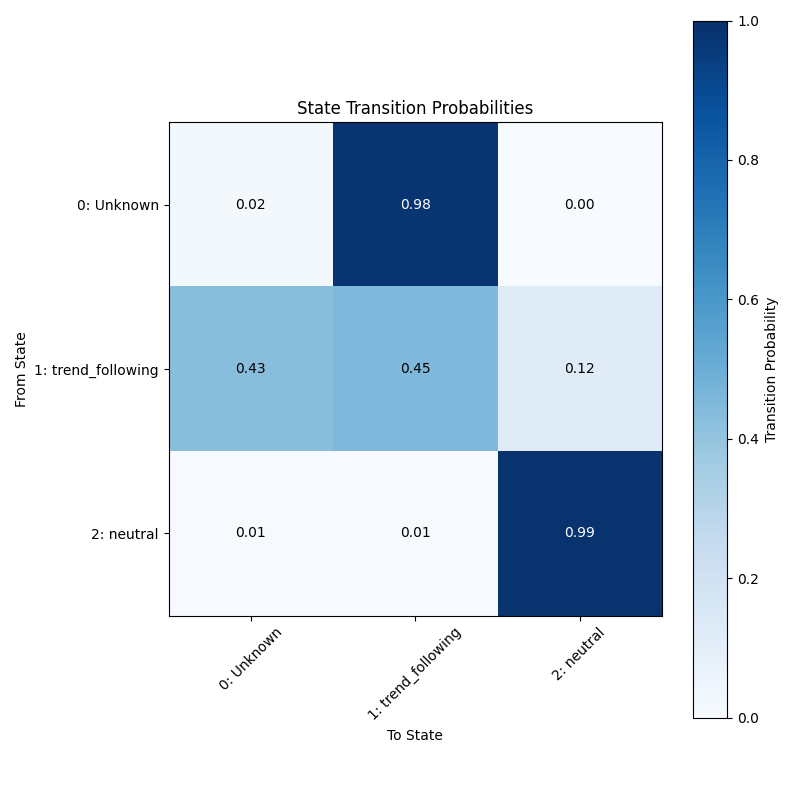 State Transition Probabilities
From State
0: Unknown
0.02 0.98 0.00
1: trend_following
0.43 0.45 0.12
2: neutral
0.01 0.01 0.99
0: Unknown 1: trend_following 2: neutral
To State
1.0
0.8
0.6
0.4
0.2
0.0
Transition Probability